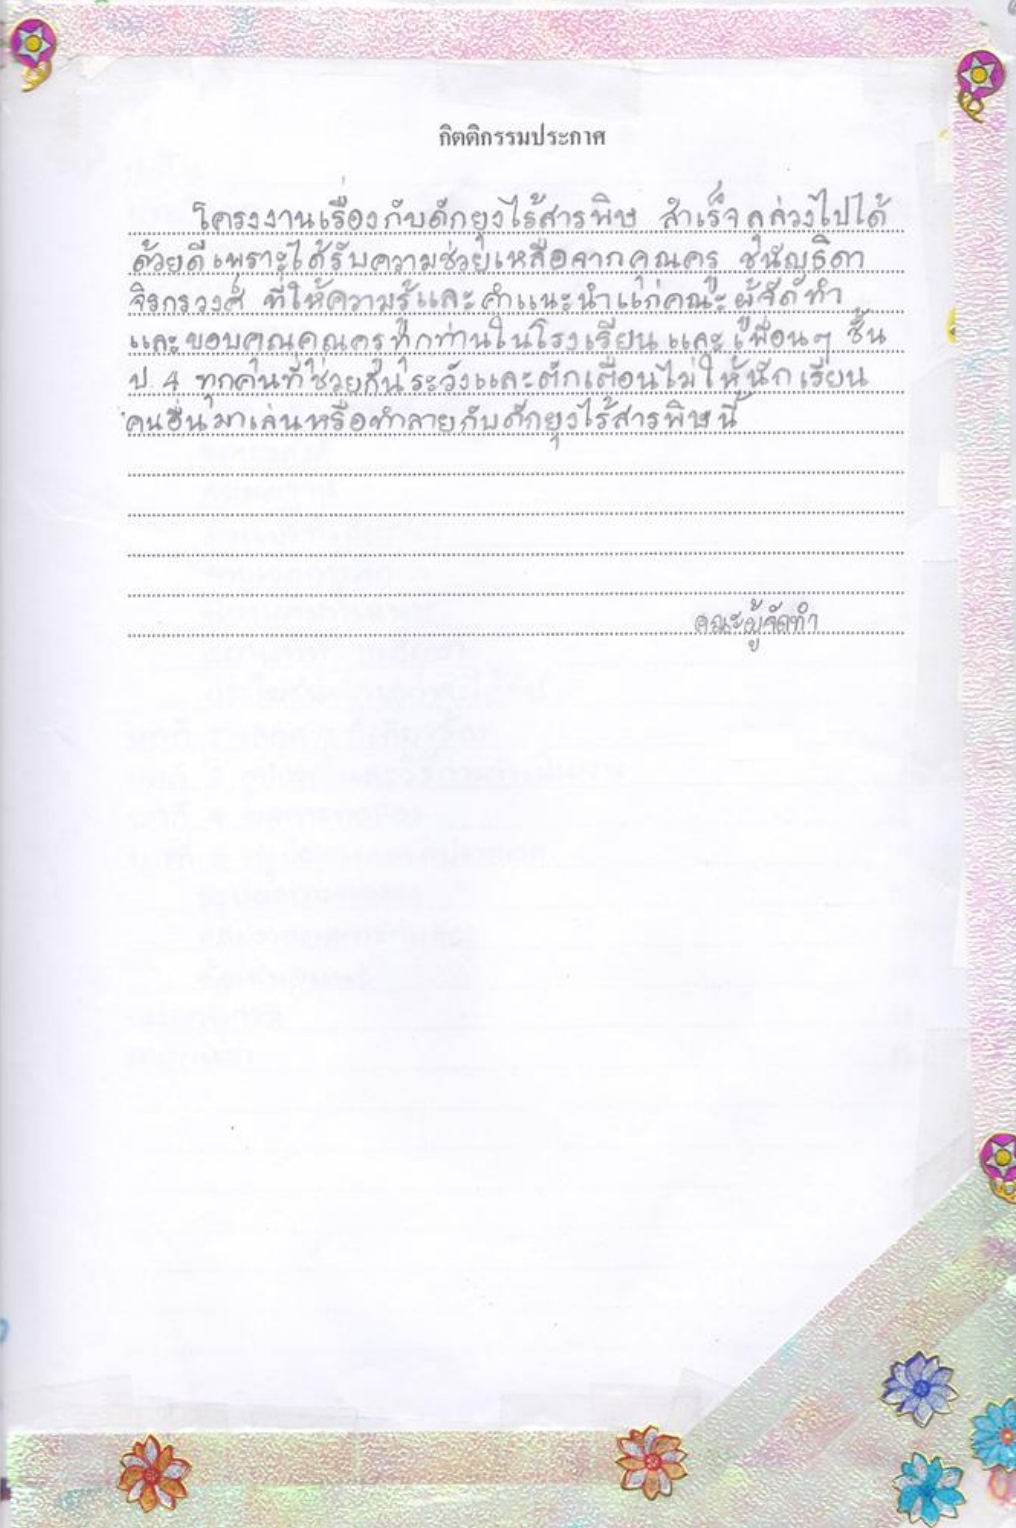 กิตติกรรมประกาศ
โครงงานเรื่องกับดักยุงไร้สารพิษ สำเร็จลุล่วงไปได้
ด้วยดีเพราะได้รับความช่วยเหลือจากคุณครู ชนัญธิดา
จิรกรวงศ์ ที่ให้ความรู้และคำแนะนำแก่คณะผู้จัดทำ
และขอบคุณคุณครูทุกท่านในโรงเรียนและเพื่อนๆ ชั้น
ป.4 ทุกคนที่ช่วยกันระวังและตักเตือนไม่ให้นักเรียน
คนอื่นมาเล่นหรือทำลายกับดักยุงไร้สารพิษนี้
คณะผู้จัดทำ